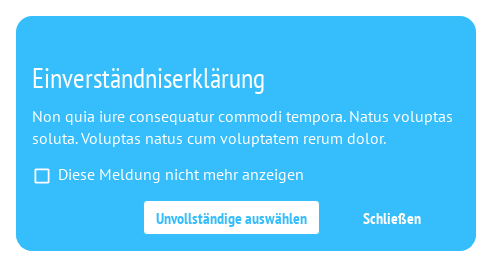 Einverständniserklärung
Non quia iure consequatur commodi tempora. Natus voluptas
soluta. Voluptas natus cum voluptatem rerum dolor.
Diese Meldung nicht mehr anzeigen
Unvollständige auswählen
Schließen